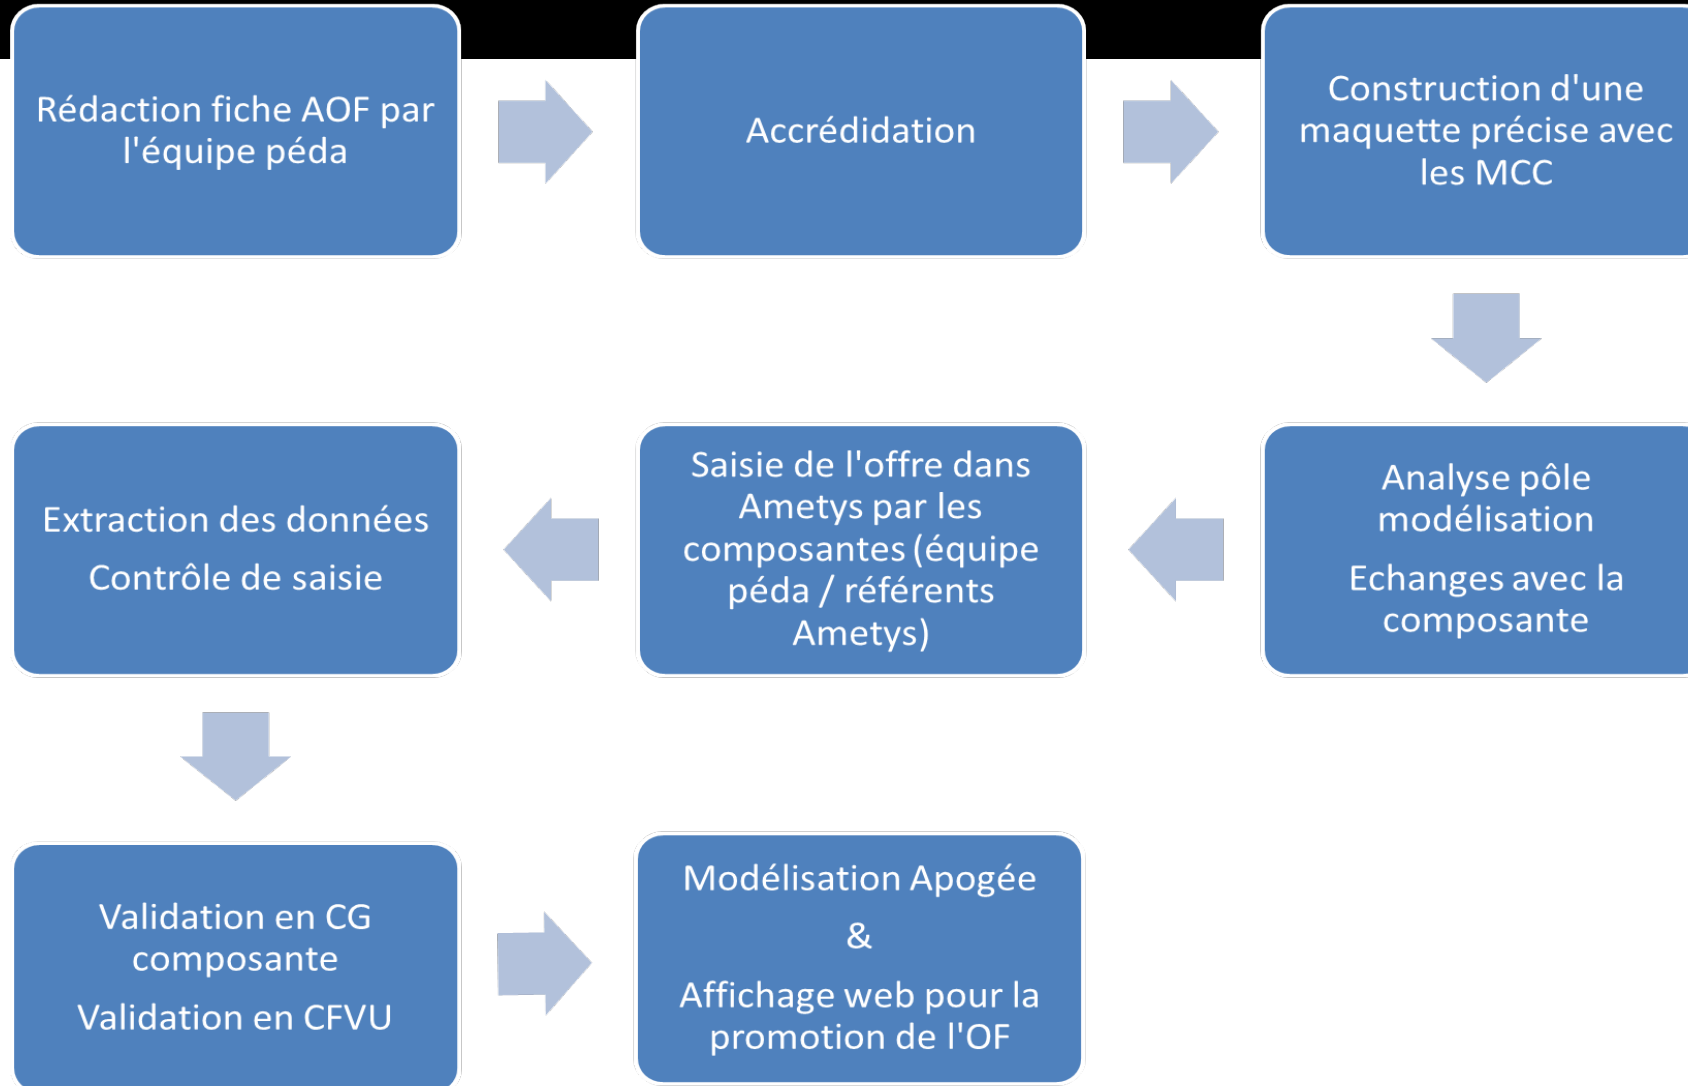 Rédaction fiche AOF par
l'équipe péda
Accrédidation
Construction d'une
maquette précise avec
les MCC
Analyse pôle
modélisation
Echanges avec la
composante
Saisie de l'offre dans
Ametys par les
composantes (équipe
péda / référents
Ametys)
Extraction des données
Contrôle de saisie
Validation en CG
composante
Validation en CFVU
Modélisation Apogée
&
Affichage web pour la
promotion de l'OF